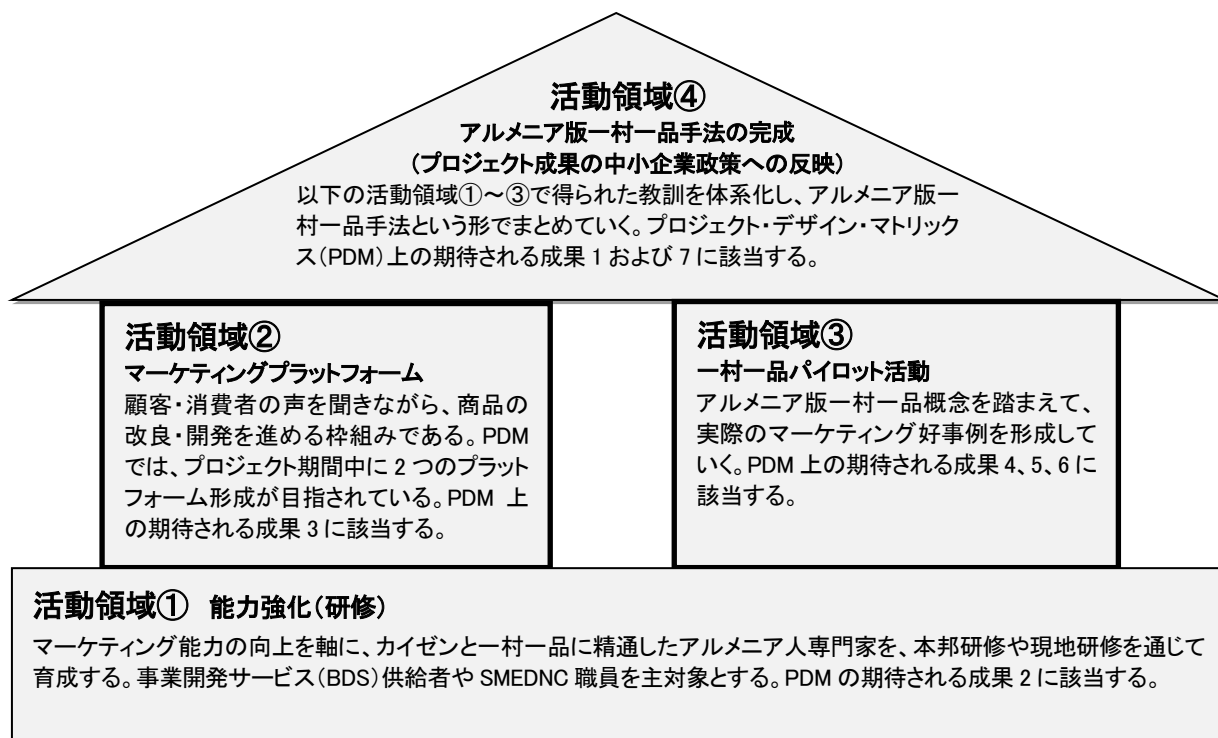 活動領域④
アルメニア版一村一品手法の完成
(プロジェクト成果の中小企業政策への反映)
以下の活動領域①～③で得られた教訓を体系化し、アルメニア版一
村一品手法という形でまとめていく。プロジェクト・デザイン・マトリック
ス(PDM)上の期待される成果 1 および 7 に該当する。
活動領域②
マーケティングプラットフォーム
顧客・消費者の声を聞きながら、商品の
改良・開発を進める枠組みである。PDM
では、プロジェクト期間中に 2 つのプラット
フォーム形成が目指されている。PDM 上
の期待される成果 3 に該当する。
活動領域③
一村一品パイロット活動
アルメニア版一村一品概念を踏まえて、
実際のマーケティング好事例を形成して
いく。PDM 上の期待される成果 4、5、6 に
該当する。
活動領域① 能力強化(研修)
マーケティング能力の向上を軸に、カイゼンと一村一品に精通したアルメニア人専門家を、本邦研修や現地研修を通じて
育成する。事業開発サービス(BDS)供給者や SMEDNC 職員を主対象とする。PDM の期待される成果 2 に該当する。